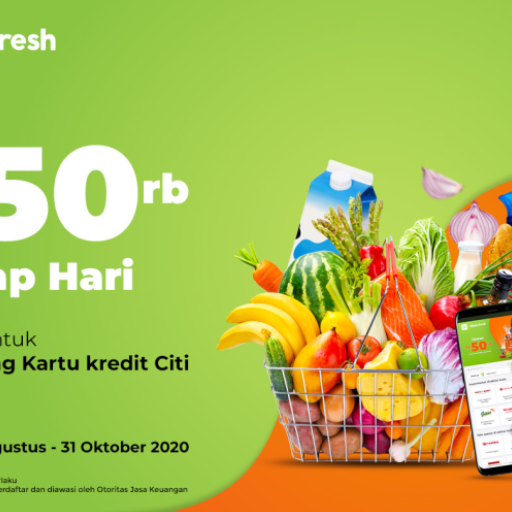 resh
50rb
ap Hari
tuk
g Kartu kredit Citi
gustus - 31 Oktober 2020
rlaku
erdaftar dan diawasi oleh Otoritas Jasa Keuangan
-50